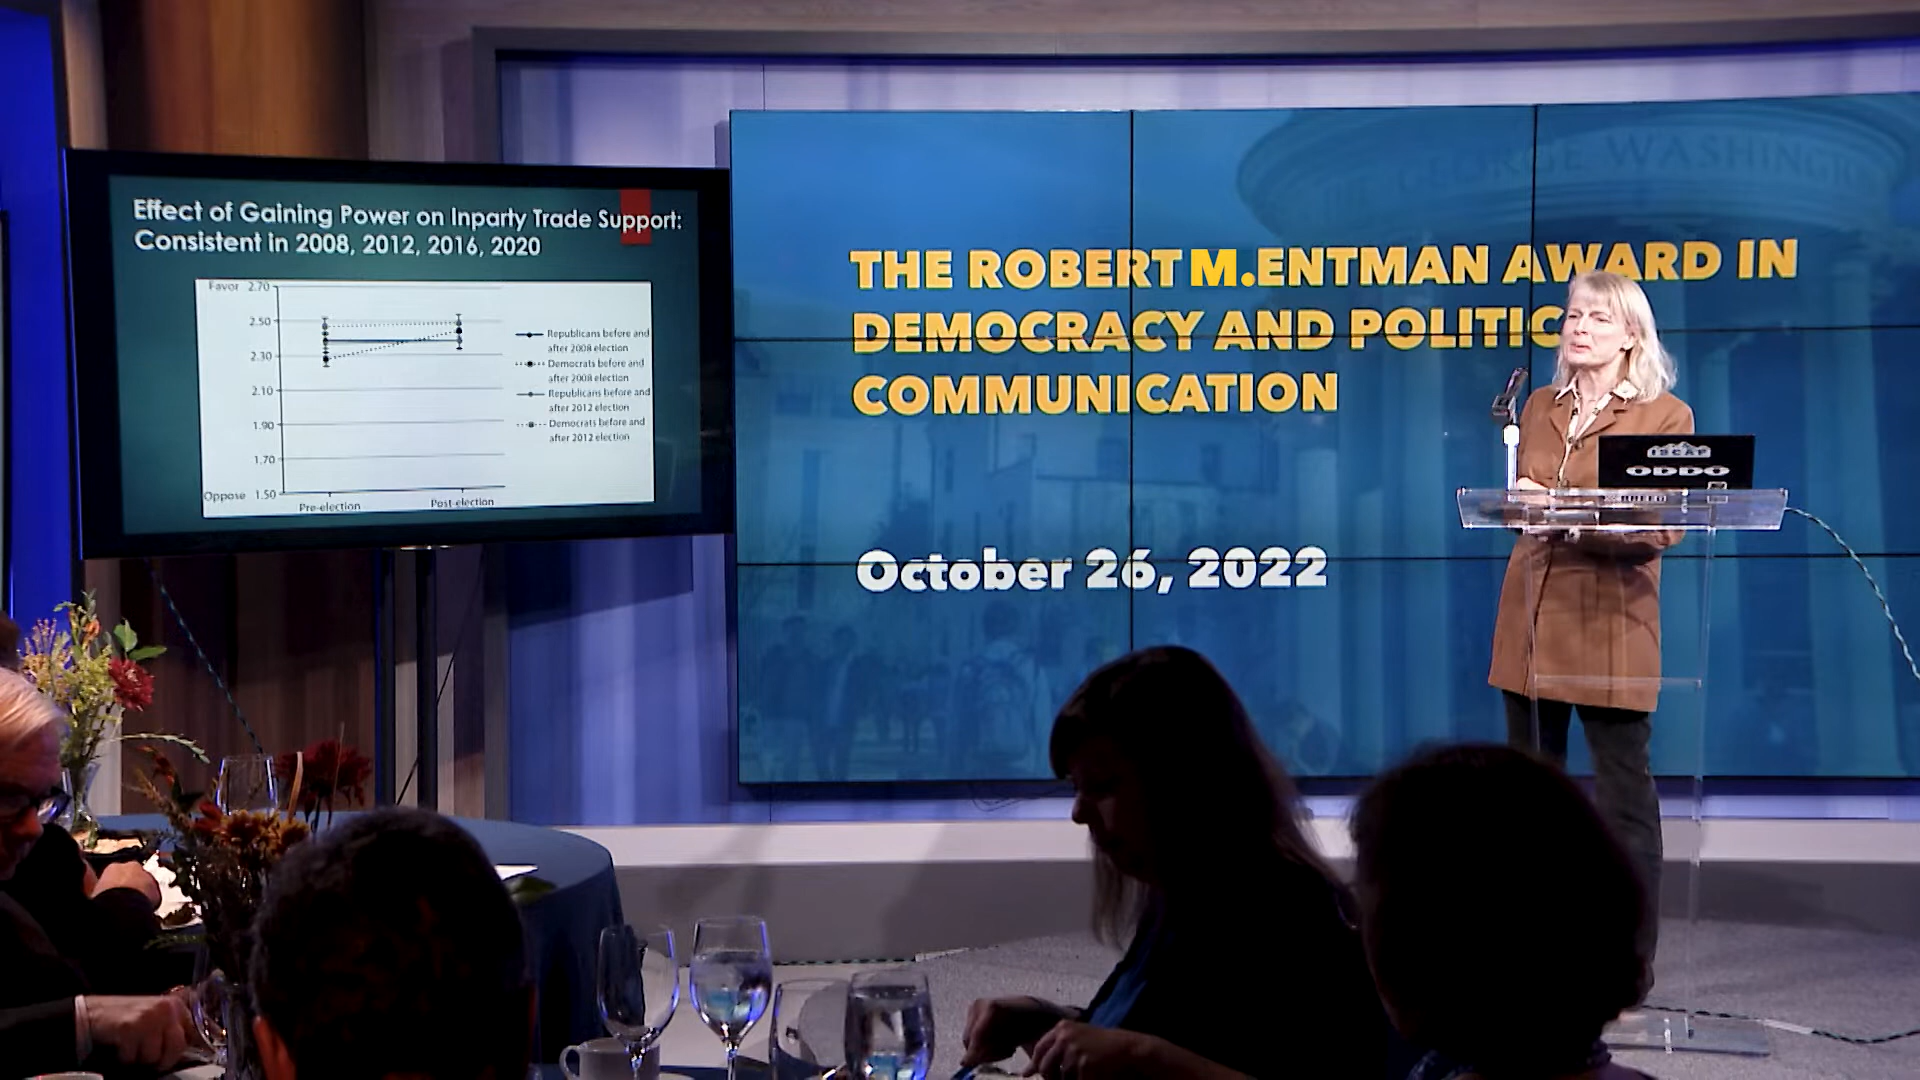 Effect of Gaining Power on Inparty Trade Support:
Consistent in 2008, 2012, 2016, 2020
Favor 2.70
2.50
2.30
2.10
1.90
1.70
Oppose 1.50
Pre-election
Post-election
Republicans before and
after 2008 election
Democrats before and
after 2008 election
Republicans before and
after 2012 election
Democrats before and
after 2012 election
THE GEORGE WASHINGT
THE ROBERT M.ENTMAN AWARD IN
DEMOCRACY AND POLITIC
COMMUNICATION
October 26, 2022